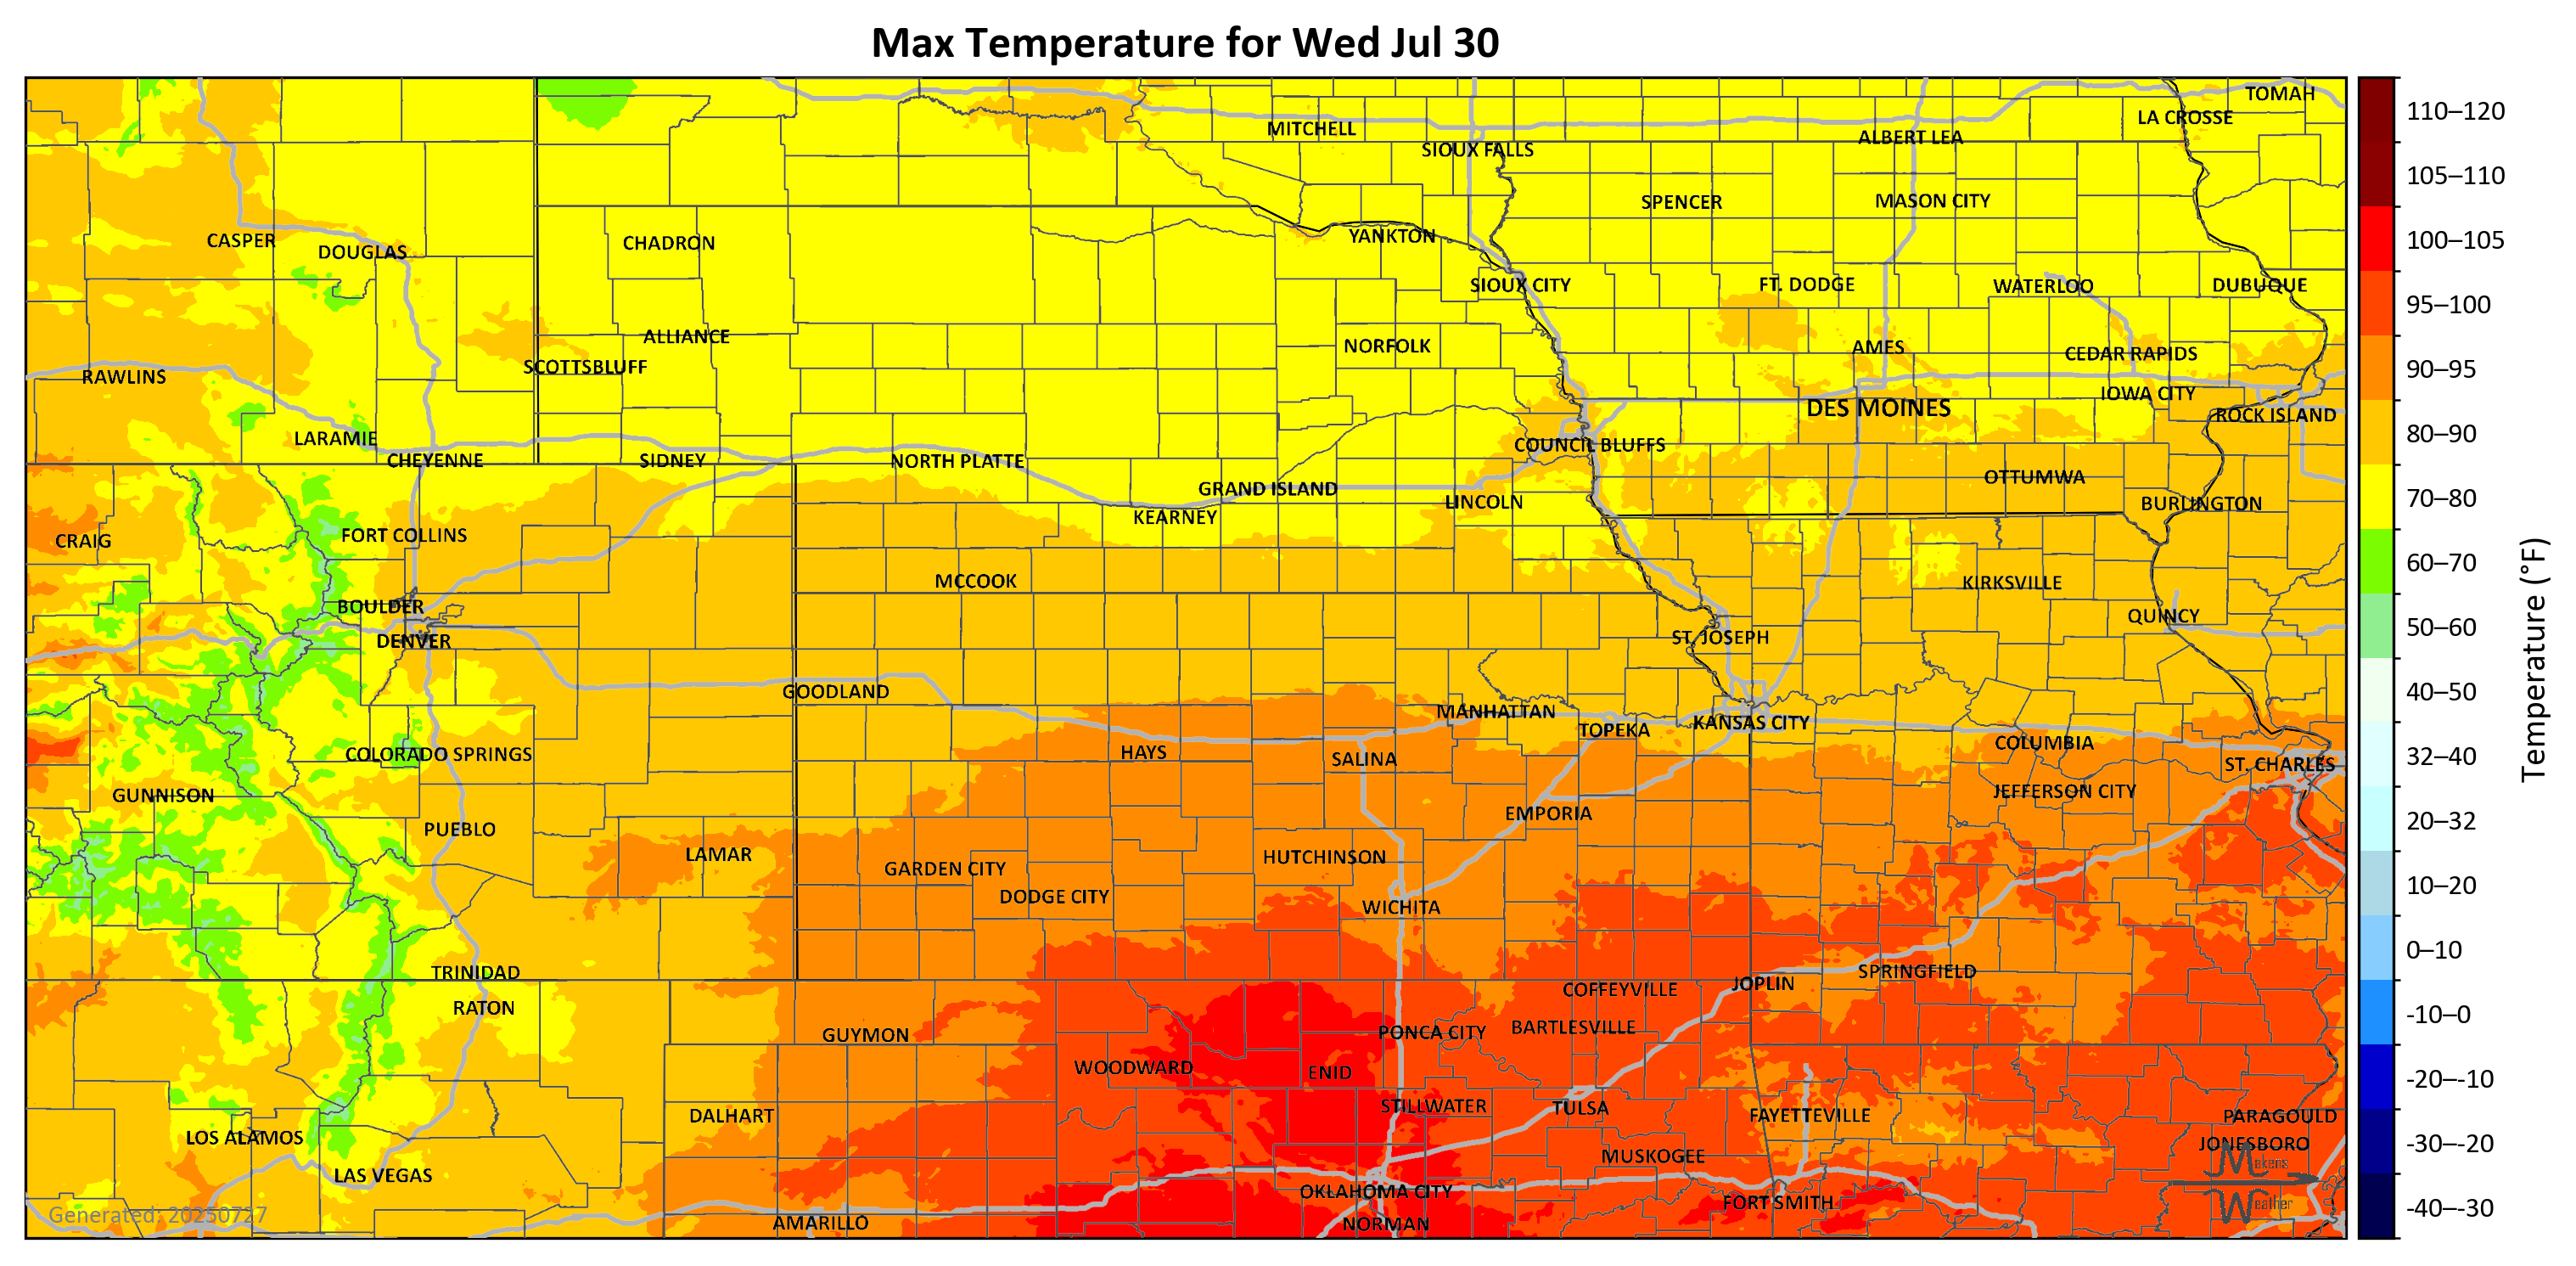 Max Temperature for Wed Jul 30
TOMAH
LA CROSSE
MITCHELL
ALBERT LEA
SIOUX FALLS
SPENCER
MASON CITY
CASPER
DOUGLAS
CHADRON
YANKTON
SIOUX CITY
FT. DODGE
WATERLOO
DUBUQUE
ALLIANCE
NORFOLK
AMES
CEDAR RAPIDS
SCOTTSBLUFF
RAWLINS
IOWA CITY
DES MOINES
ROCK ISLAND
LARAMIE
COUNCIL BLUFFS
CHEYENNE
SIDNEY
NORTH PLATTE
OTTUMWA
GRAND ISLAND
LINCOLN
BURLINGTON
KEARNEY
FORT COLLINS
CRAIG
MCCOOK
KIRKSVILLE
BOULDER
QUINCY
DENVER
ST. JOSEPH
GOODLAND
MANHATTAN
KANSAS CITY
TOPEKA
COLUMBIA
COLORADO SPRINGS
HAYS
SALINA
ST. CHARLES
GUNNISON
JEFFERSON CITY
EMPORIA
PUEBLO
LAMAR
HUTCHINSON
GARDEN CITY
DODGE CITY
WICHITA
TRINIDAD
SPRINGFIELD
JOPLIN
COFFEYVILLE
RATON
BARTLESVILLE
GUYMON
PONCA CITY
WOODWARD
ENID
STILLWATER
TULSA
DALHART
FAYETTEVILLE
PARAGOULD
LOS ALAMOS
JONESBORO
MUSKOGEE
LAS VEGAS
OKLAHOMA CITY
FORT SMITH
AMARILLO
NORMAN
Generated: 20250727
Makens
Weather
110–120
105–110
100–105
95–100
90–95
80–90
70–80
60–70
50–60
40–50
32–40
20–32
10–20
0–10
-10–0
-20–-10
-30–-20
-40–-30
Temperature (°F)